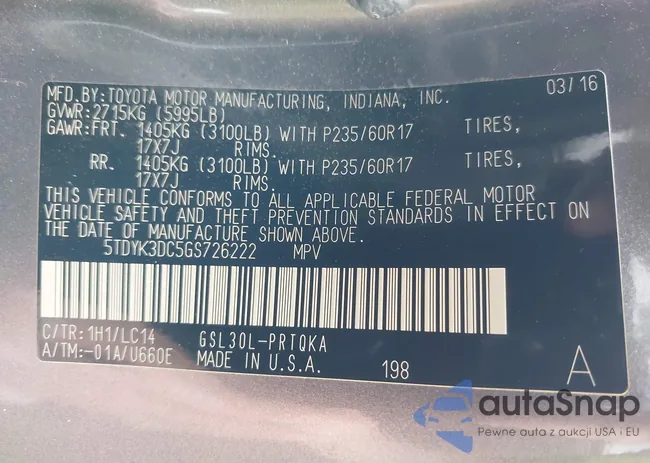 MFD.BY:TOYOTA MOTOR MANUFACTURING, INDIANA, INC. 03/16
GVWR:2715KG (5995LB)
GAWR:FRT. 1405KG (3100LB) WITH P235/60R17 TIRES,
17X7J RIMS.
RR. 1405KG (3100LB) WITH P235/60R17 TIRES,
17X7J RIMS.
THIS VEHICLE CONFORMS TO ALL APPLICABLE FEDERAL MOTOR
VEHICLE SAFETY AND THEFT PREVENTION STANDARDS IN EFFECT ON
THE DATE OF MANUFACTURE SHOWN ABOVE.
5TDYK3DC5GS726222 MPV
C/TR:1H1/LC14 GSL30L-PRTQKA
A/TM:-01A/U660E MADE IN U.S.A. 198 A
autoSnap
Pewne auta z aukcji USA i EU